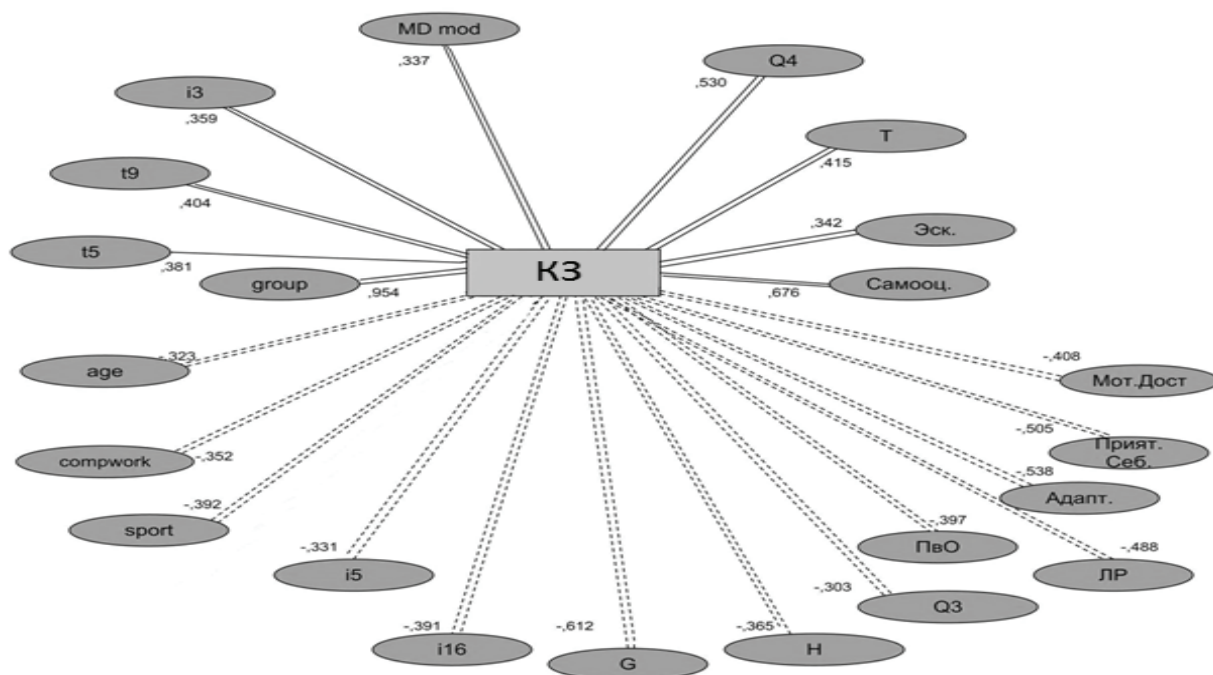 MD mod
,337
Q4
,530
i3
,359
T
,415
t9
,404
Эск.
,342
t5
,381
КЗ
group
,954
Самооц.
,676
age
-,323
Мот.Дост
-,408
compwork
-,352
Прият.
Себ.
-,505
Адапт.
-,538
sport
-,392
ПвО
,397
ЛР
-,488
i5
-,331
Q3
-,303
i16
-,391
G
-,612
H
-,365